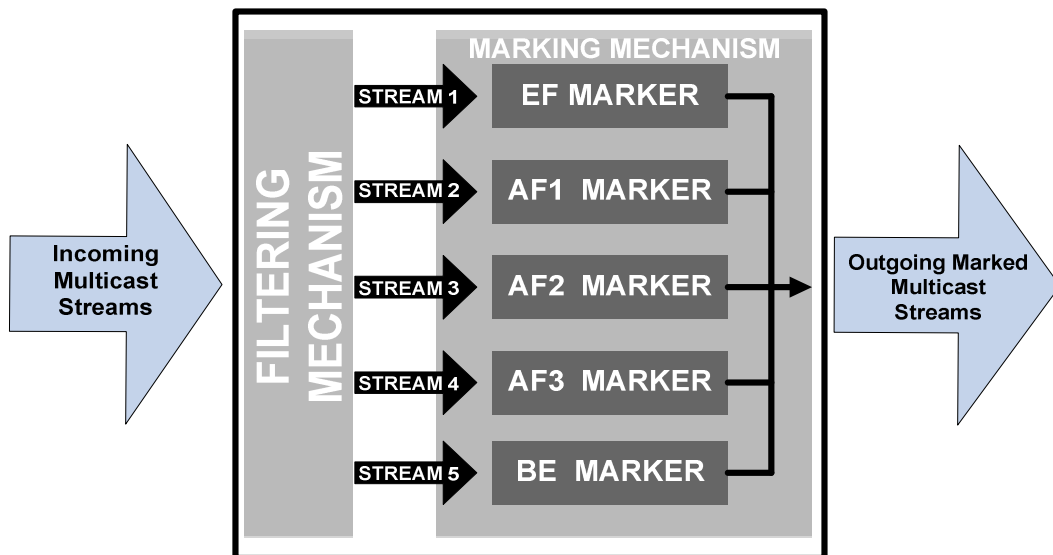 MARKING MECHANISM
FILTERING
MECHANISM
STREAM 1
EF MARKER
STREAM 2
AF1 MARKER
STREAM 3
AF2 MARKER
STREAM 4
AF3 MARKER
STREAM 5
BE MARKER
Incoming
Multicast
Streams
Outgoing Marked
Multicast
Streams